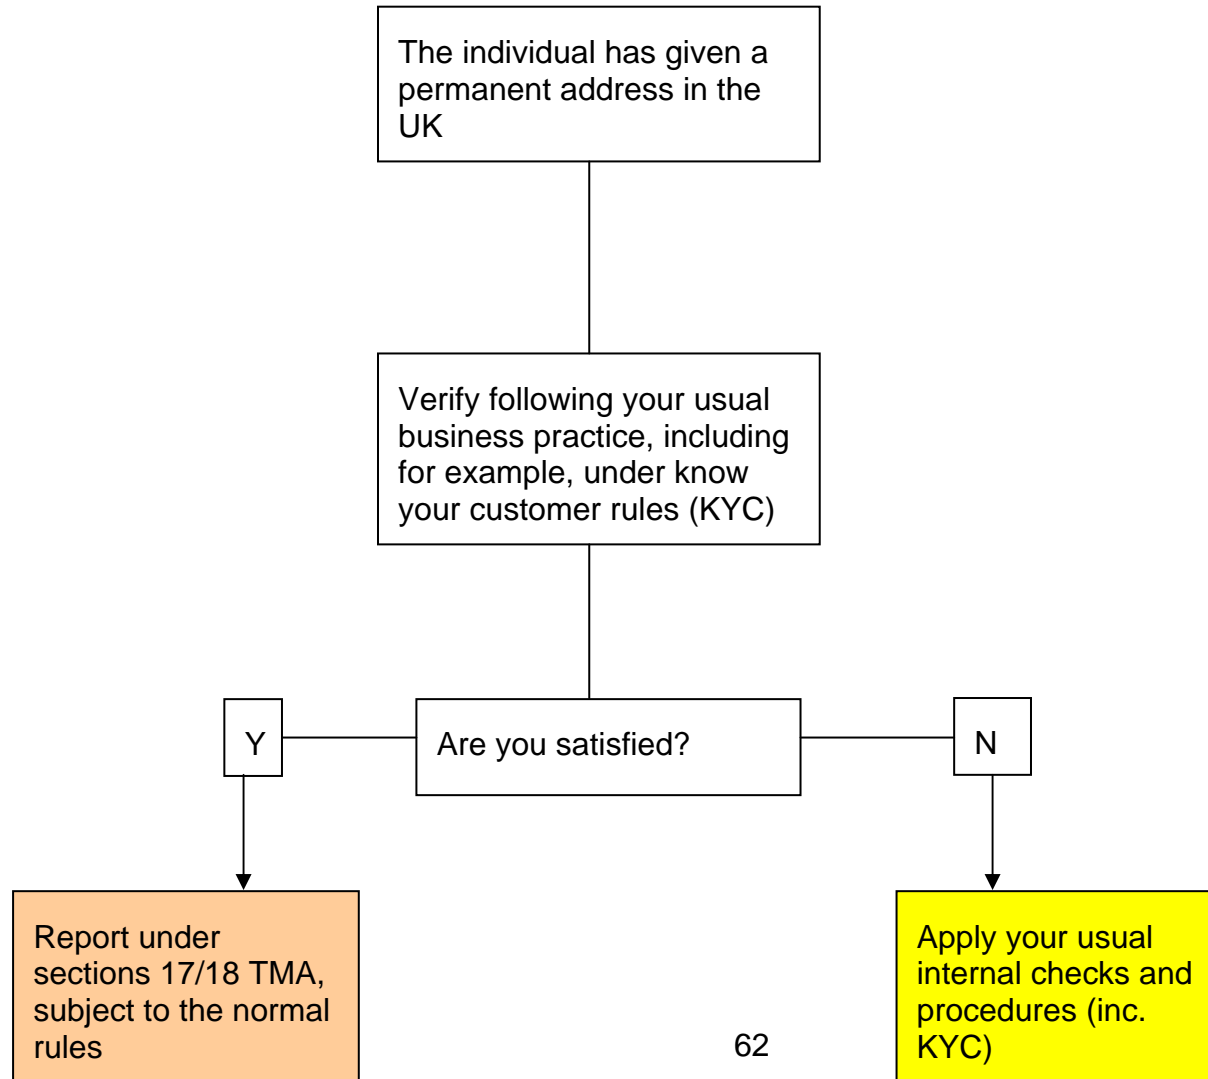 The individual has given a
permanent address in the
UK
Verify following your usual
business practice, including
for example, under know
your customer rules (KYC)
Y
Are you satisfied?
N
Report under
sections 17/18 TMA,
subject to the normal
rules
Apply your usual
internal checks and
procedures (inc.
KYC)
62